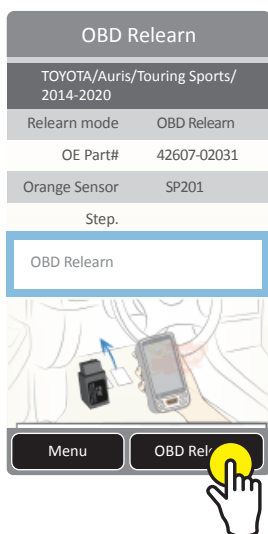 OBD Relearn
TOYOTA/Auris/Touring Sports/
2014-2020
Relearn mode OBD Relearn
OE Part# 42607-02031
Orange Sensor SP201
Step.
OBD Relearn
Menu OBD